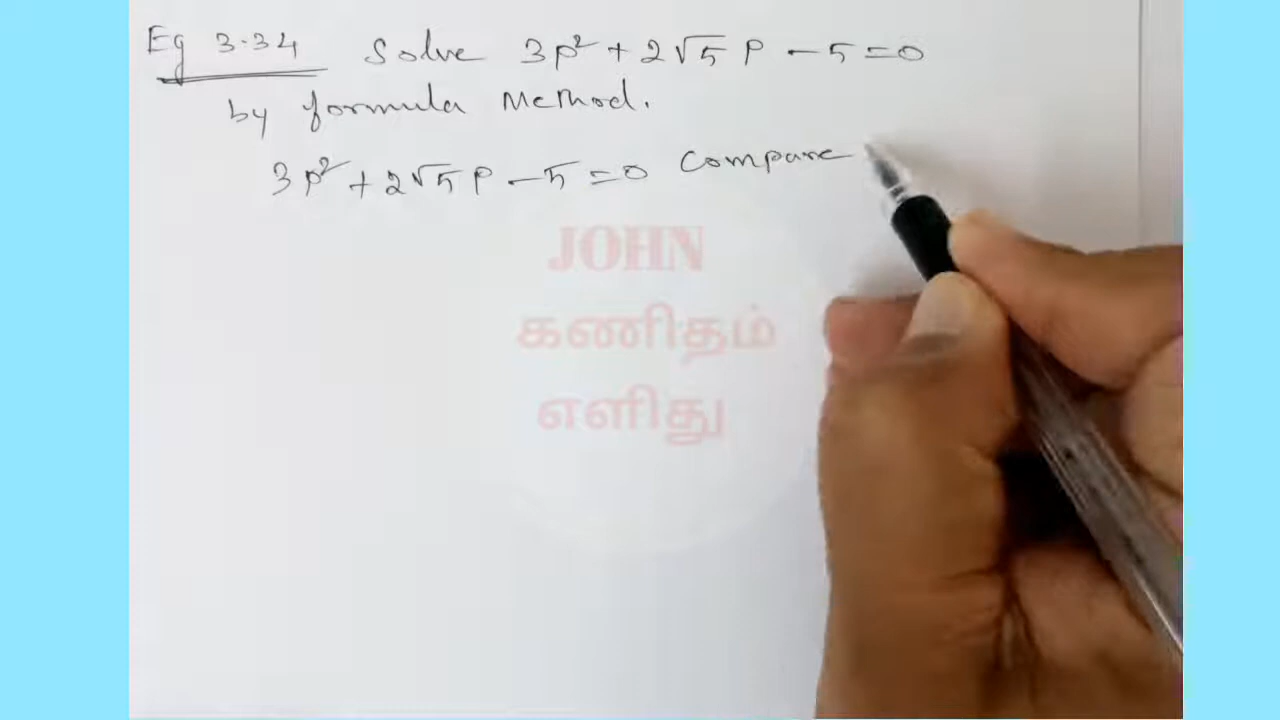 Eg 3.34 Solve 3p² + 2√5 P - 5 = 0
by formula Method.
3p² + 2√5 P - 5 = 0 Compare
JOHN
கணிதம்
எளிது